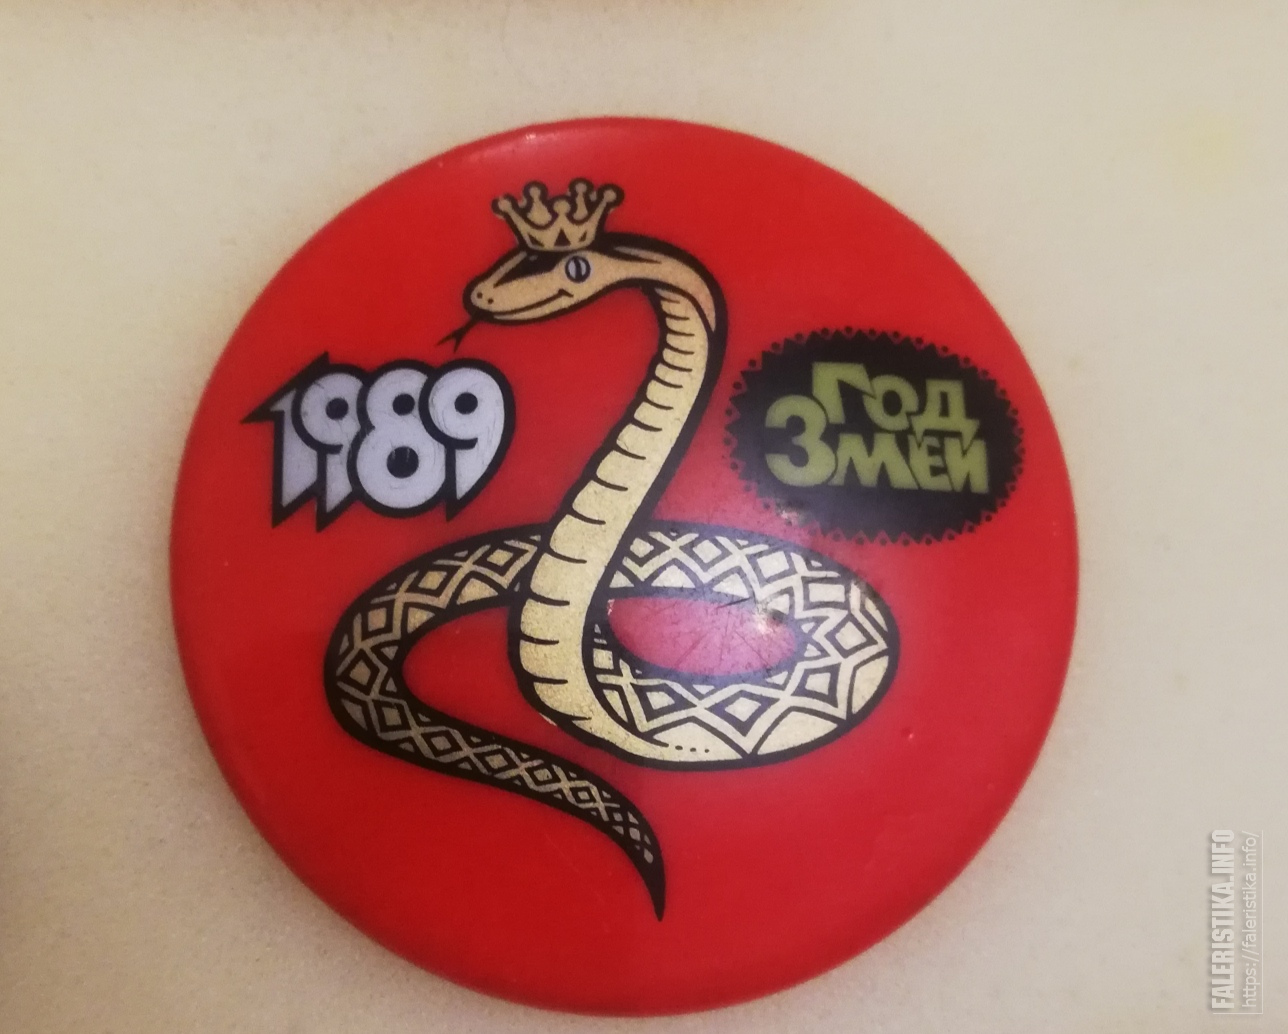 1989
Год
Змеи
FALERISTIKA.INFO
https://faleristika.info/